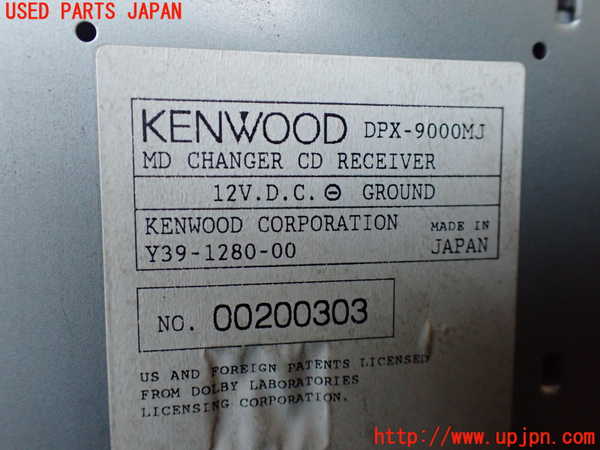 USED PARTS JAPAN
KENWOOD DPX-9000MJ
MD CHANGER CD RECEIVER
12V.D.C. ⊖ GROUND
KENWOOD CORPORATION MADE IN
Y39-1280-00 JAPAN
NO. 00200303
US AND FOREIGN PATENTS LICENSED
FROM DOLBY LABORATORIES
LICENSING CORPORATION.
http://www.upjpn.com